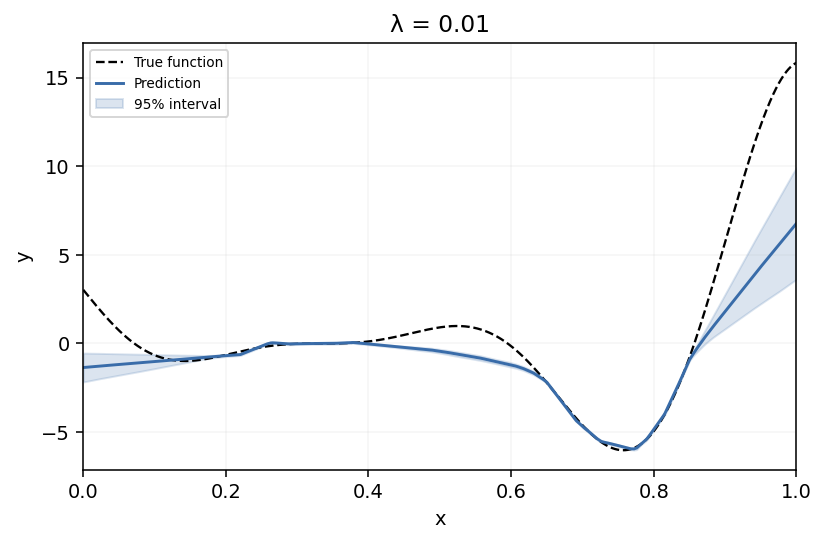 λ = 0.01
True function
Prediction
95% interval
15
10
5
0
−5
y
0.0 0.2 0.4 0.6 0.8 1.0
x